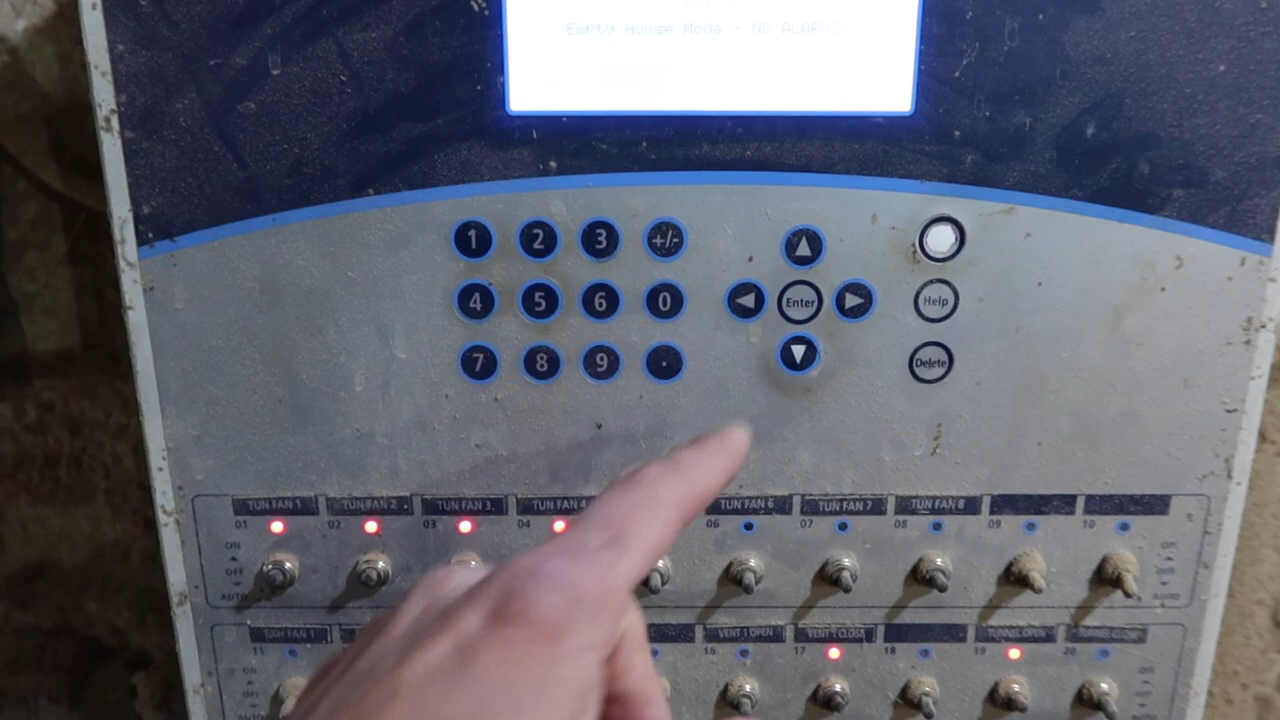 Empty House Mode - NO ALARMS
1 2 3 +/-
4 5 6 0 Enter Help
7 8 9 . Delete
TUN FAN 1 TUN FAN 2 TUN FAN 3 TUN FAN 4 TUN FAN 6 TUN FAN 7 TUN FAN 8
01 02 03 04 06 07 08 09 10
ON
OFF
AUTO
EXH FAN 1 VENT 1 OPEN VENT 1 CLOSE TUNNEL OPEN TUNNEL CLOSE
11 16 17 18 19 20
ON
OFF